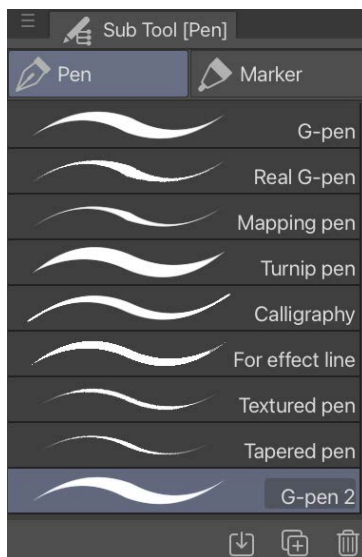 Sub Tool [Pen]
Pen
Marker
G-pen
Real G-pen
Mapping pen
Turnip pen
Calligraphy
For effect line
Textured pen
Tapered pen
G-pen 2